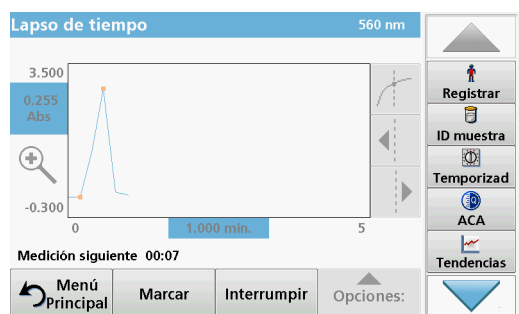 Lapso de tiempo 560 nm
3.500
0.255
Abs
-0.300
0 1.000 min. 5
Medición siguiente 00:07
Menú
Principal
Marcar
Interrumpir
Opciones:
Registrar
ID muestra
Temporizad
ACA
Tendencias